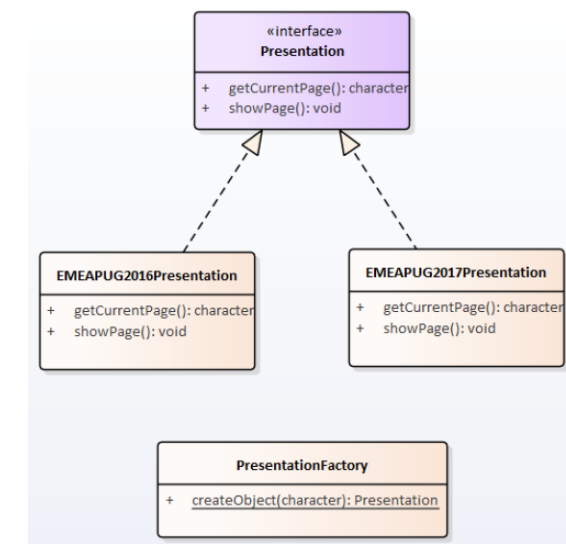 «interface»
Presentation
+ getCurrentPage(): character
+ showPage(): void
EMEAPUG2016Presentation
+ getCurrentPage(): character
+ showPage(): void
EMEAPUG2017Presentation
+ getCurrentPage(): character
+ showPage(): void
PresentationFactory
+ createObject(character): Presentation